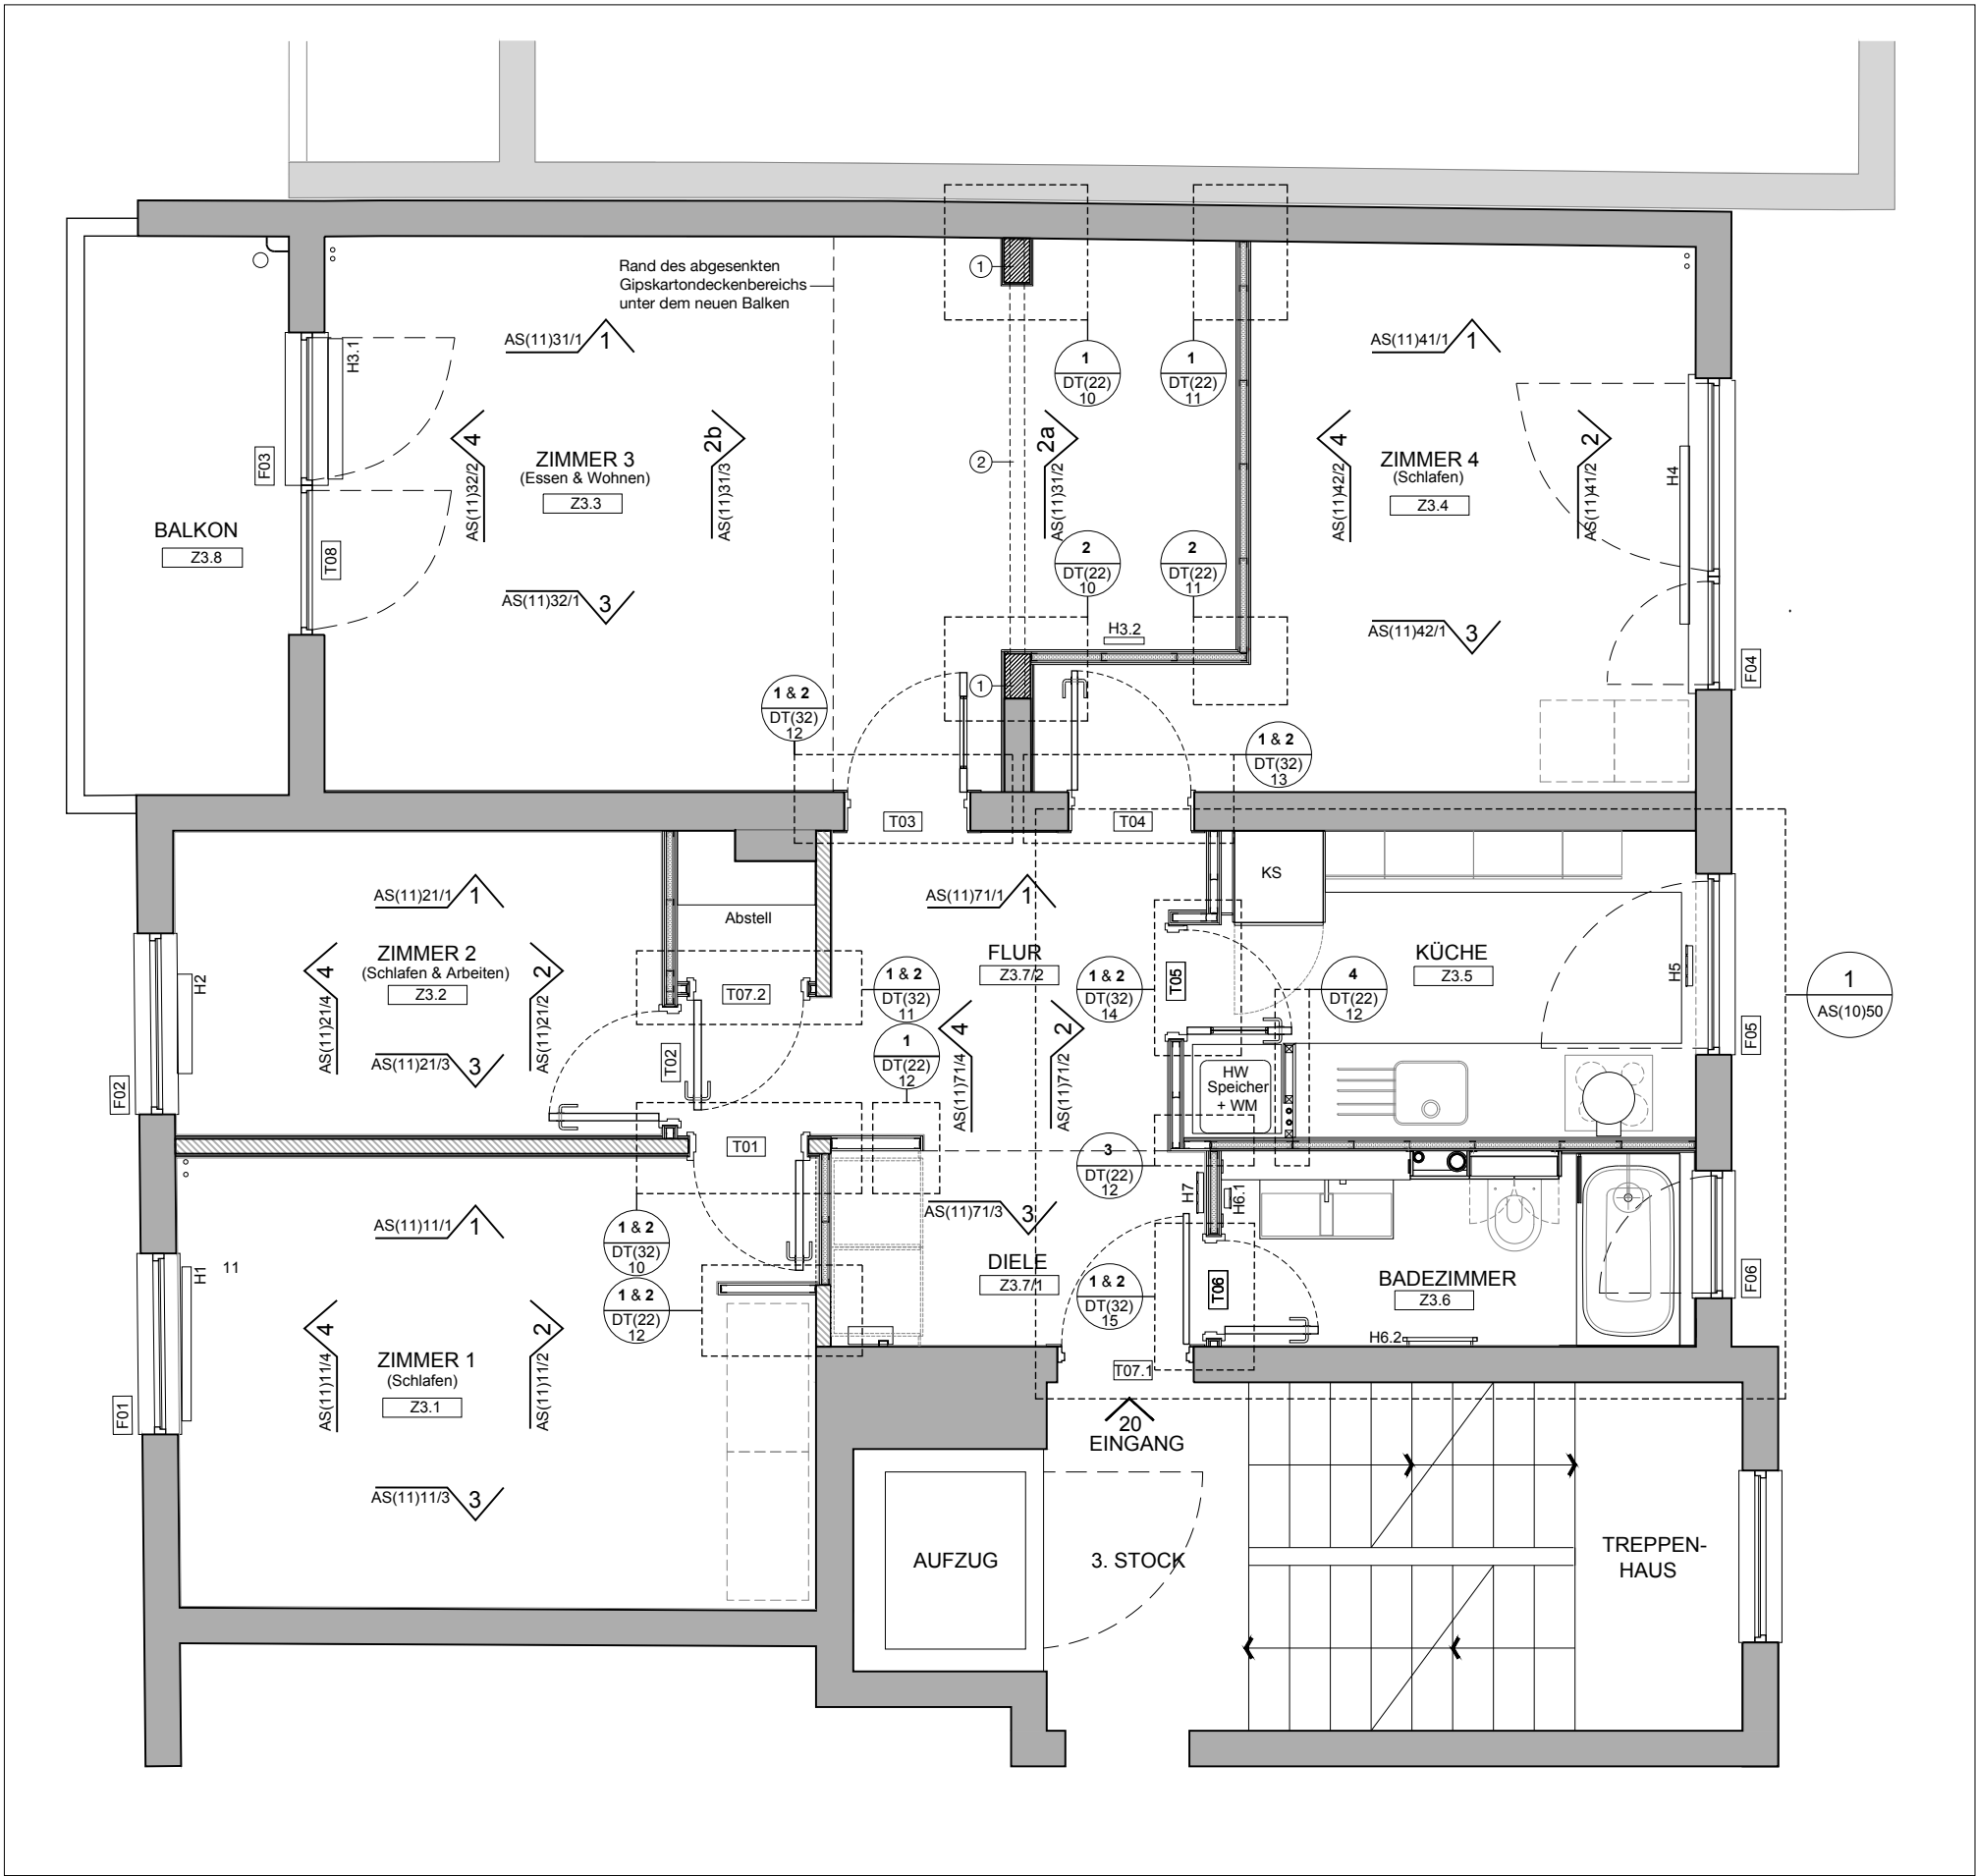 Rand des abgesenkten
Gipskartondeckenbereichs
unter dem neuen Balken
1
AS(11)31/1
1
AS(11)41/1
1
H3.1
1
DT(22)
10
1
DT(22)
11
4
AS(11)32/2
2b
AS(11)31/3
2
2a
AS(11)31/2
4
AS(11)42/2
2
AS(11)41/2
F03
ZIMMER 3
(Essen & Wohnen)
Z3.3
ZIMMER 4
(Schlafen)
Z3.4
H4
BALKON
Z3.8
T08
2
DT(22)
10
2
DT(22)
11
AS(11)32/1
3
H3.2
AS(11)42/1
3
F04
1
1 & 2
DT(32)
12
1 & 2
DT(32)
13
T03
T04
KS
AS(11)21/1
1
Abstell
AS(11)71/1
1
ZIMMER 2
(Schlafen & Arbeiten)
Z3.2
4
AS(11)21/4
2
AS(11)21/2
H2
T07.2
1 & 2
DT(32)
11
FLUR
Z3.7/2
1 & 2
DT(32)
14
T05
4
DT(22)
12
KÜCHE
Z3.5
H5
1
AS(10)50
F05
4
AS(11)71/4
2
AS(11)71/2
AS(11)21/3
3
T02
1
DT(22)
12
HW
Speicher
+ WM
F02
T01
3
DT(22)
12
H7
H6.1
AS(11)11/1
1
AS(11)71/3
3
1 & 2
DT(32)
10
H1
11
DIELE
Z3.7/1
1 & 2
DT(32)
15
T06
BADEZIMMER
Z3.6
F06
1 & 2
DT(22)
12
H6.2
4
AS(11)11/4
2
AS(11)11/2
ZIMMER 1
(Schlafen)
Z3.1
T07.1
F01
20
EINGANG
AS(11)11/3
3
AUFZUG
3. STOCK
TREPPEN-
HAUS